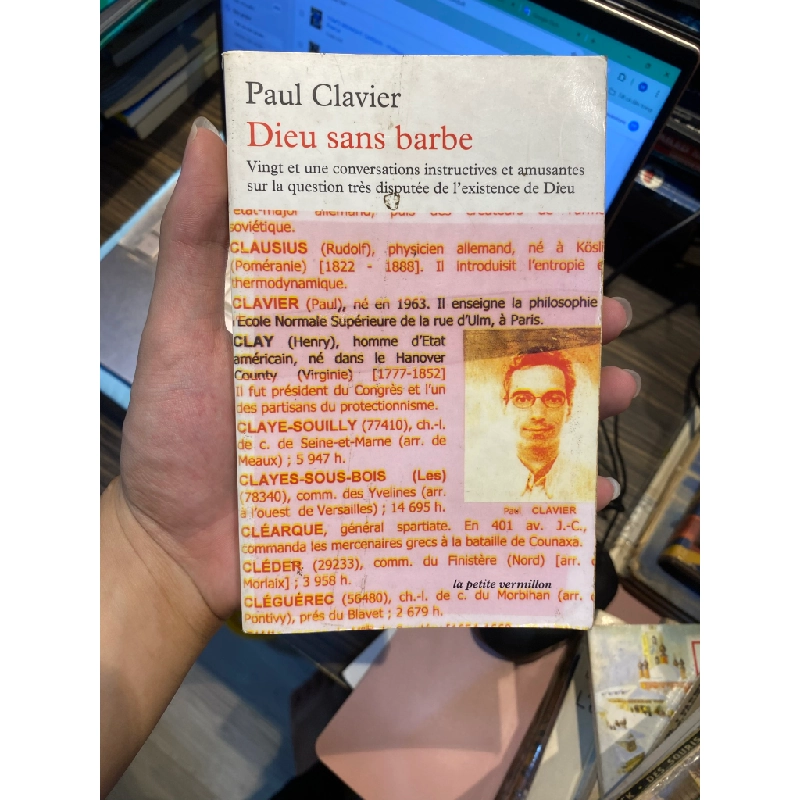 Paul Clavier
Dieu sans barbe
Vingt et une conversations instructives et amusantes
sur la question très disputée de l'existence de Dieu
soviétique.
CLAUSIUS (Rudolf), physicien allemand, né à Kösli
(Poméranie) [1822 - 1888]. Il introduisit l'entropie e
thermodynamique.
CLAVIER (Paul), né en 1963. Il enseigne la philosophie
l'Ecole Normale Supérieure de la rue d'Ulm, à Paris.
CLAY (Henry), homme d'Etat
américain, né dans le Hanover
County (Virginie) [1777-1852]
Il fut président du Congrès et l'un
des partisans du protectionnisme.
CLAYE-SOUILLY (77410), ch.-l.
de c. de Seine-et-Marne (arr. de
Meaux) ; 5 947 h.
CLAYES-SOUS-BOIS (Les)
(78340), comm. des Yvelines (arr.
à l'ouest de Versailles) ; 14 695 h.
Paul CLAVIER
CLÉARQUE, général spartiate. En 401 av. J.-C.,
commanda les mercenaires grecs à la bataille de Counaxa.
CLÉDER (29233), comm. du Finistère (Nord) [arr.
Morlaix] ; 3 958 h.
la petite vermillon
CLÉGUÉREC (56480), ch.-l. de c. du Morbihan (arr.
Pontivy), prés du Blavet ; 2 679 h.